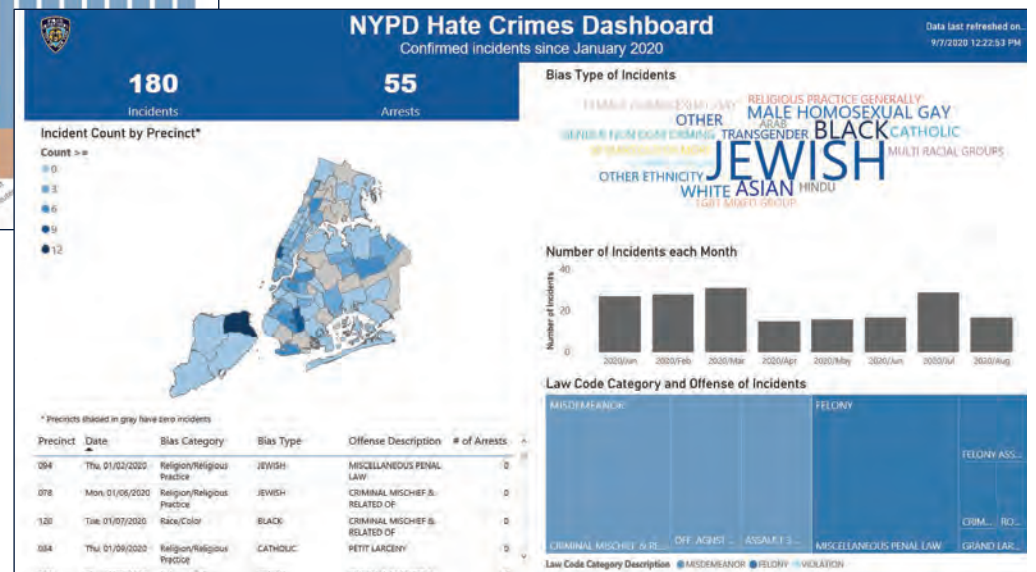 NYPD Hate Crimes Dashboard
Confirmed incidents since January 2020
Data last refreshed on...
9/7/2020 12:22:53 PM
180
Incidents
55
Arrests
Incident Count by Precinct*
Count >=
0
3
6
9
12
* Precincts shaded in gray have zero incidents
Bias Type of Incidents
RELIGIOUS PRACTICE GENERALLY
OTHER
MALE HOMOSEXUAL GAY
ARAB
GENDER NON CONFORMING
TRANSGENDER
BLACK
CATHOLIC
JEWISH
MULTI RACIAL GROUPS
OTHER ETHNICITY
WHITE
ASIAN
HINDU
LGBT MIXED GROUP
Number of Incidents each Month
Number of Incidents
40
20
0
2020/Jan 2020/Feb 2020/Mar 2020/Apr 2020/May 2020/Jun 2020/Jul 2020/Aug
Law Code Category and Offense of Incidents
MISDEMEANOR
FELONY
FELONY ASS...
CRIM... RO...
CRIMINAL MISCHIEF & RE... OFF. AGNST ... ASSAULT 3 ... MISCELLANEOUS PENAL LAW GRAND LAR...
Law Code Category Description MISDEMEANOR FELONY VIOLATION
Precinct Date Bias Category Bias Type Offense Description # of Arrests
094 Thu, 01/02/2020 Religion/Religious Practice JEWISH MISCELLANEOUS PENAL LAW 0
078 Mon, 01/06/2020 Religion/Religious Practice JEWISH CRIMINAL MISCHIEF & RELATED OF 0
120 Tue, 01/07/2020 Race/Color BLACK CRIMINAL MISCHIEF & RELATED OF 0
084 Thu, 01/09/2020 Religion/Religious Practice CATHOLIC PETIT LARCENY 0